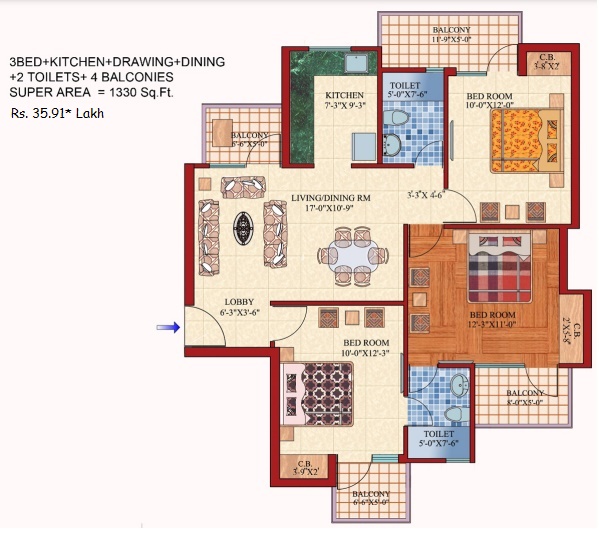 3BED+KITCHEN+DRAWING+DINING
+2 TOILETS+ 4 BALCONIES
SUPER AREA = 1330 Sq.Ft.
Rs. 35.91* Lakh
BALCONY
11'-9"X5'-0"
C.B.
3'-8"X2'
KITCHEN
7'-3"X 9'-3"
TOILET
5'-0"X7'-6"
BED ROOM
10'-0"X12'-0"
BALCONY
6'-6"X5'-0"
LIVING/DINING RM
17'-0"X10'-9"
3'-3"X 4'-6"
LOBBY
6'-3"X3'-6"
BED ROOM
12'-3"X11'-0"
C.B.
2'X5'-8"
BED ROOM
10'-0"X12'-3"
BALCONY
8'-0"X5'-0"
TOILET
5'-0"X7'-6"
C.B.
3'-9"X2'
BALCONY
6'-6"X5'-0"